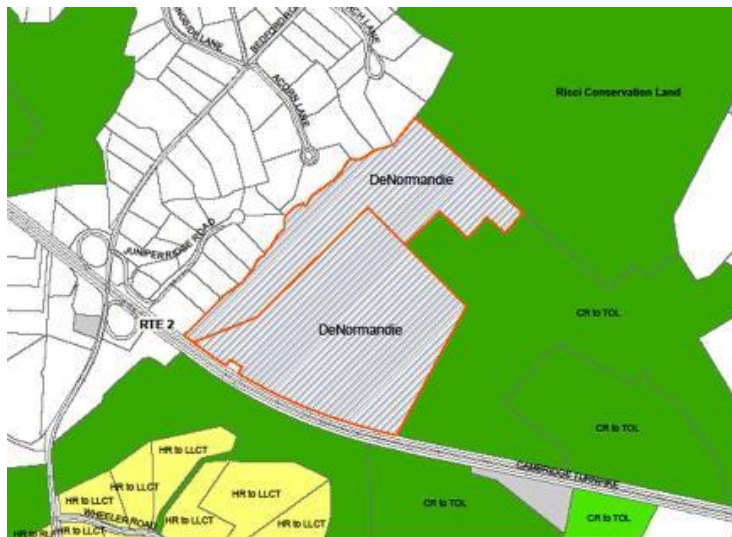 BEDFORD RO
ACORN LANE
Ricci Conservation Land
DeNormandie
JUNIPER RIDGE ROAD
RTE 2
DeNormandie
CR to TOL
CR to TOL
CAMBRIDGE TURNPIKE
HR to LLCT
HR to LLCT
HR to LLCT
HR to LLCT
HR to LLCT
HR to LLCT
HR to LLCT
WHEELER ROAD
CR to TOL
CR to TOL